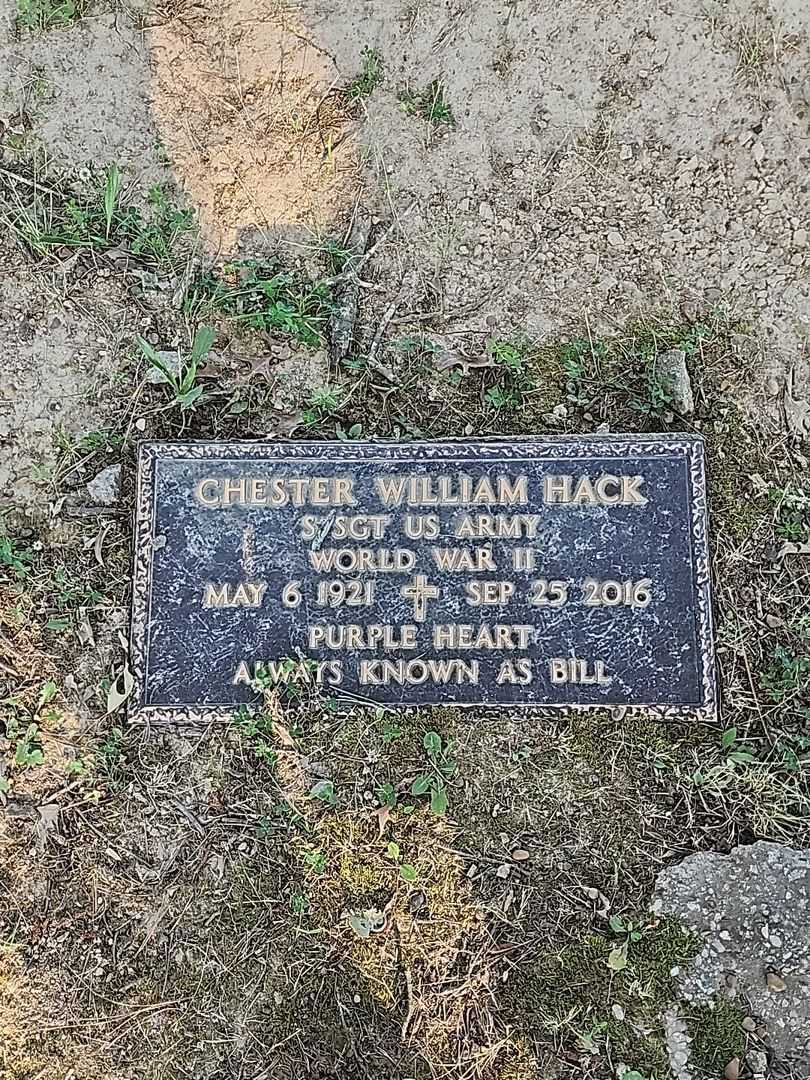 CHESTER WILLIAM HACK
S/SGT US ARMY
WORLD WAR II
MAY 6 1921 SEP 25 2016
PURPLE HEART
ALWAYS KNOWN AS BILL